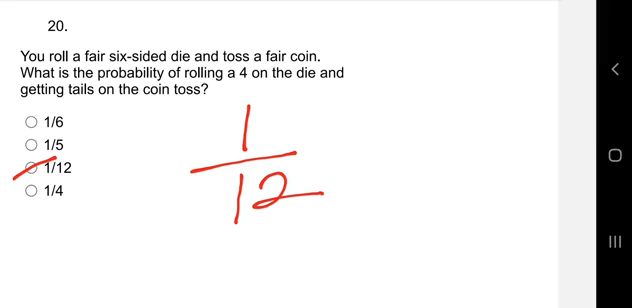 20.
You roll a fair six-sided die and toss a fair coin.
What is the probability of rolling a 4 on the die and
getting tails on the coin toss?
1/6
1/5
1/12
1/4
1
12